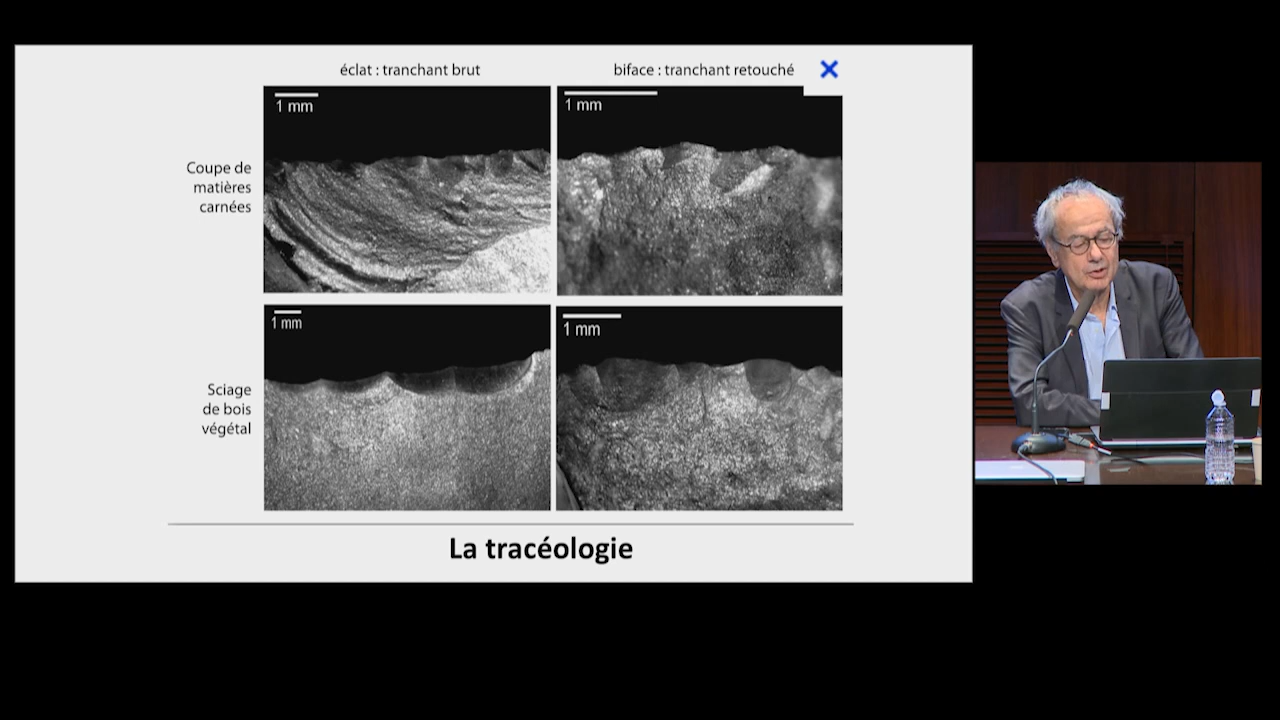 éclat : tranchant brut
biface : tranchant retouché
1 mm
1 mm
Coupe de
matières
carnées
1 mm
1 mm
Sciage
de bois
végétal
La tracéologie